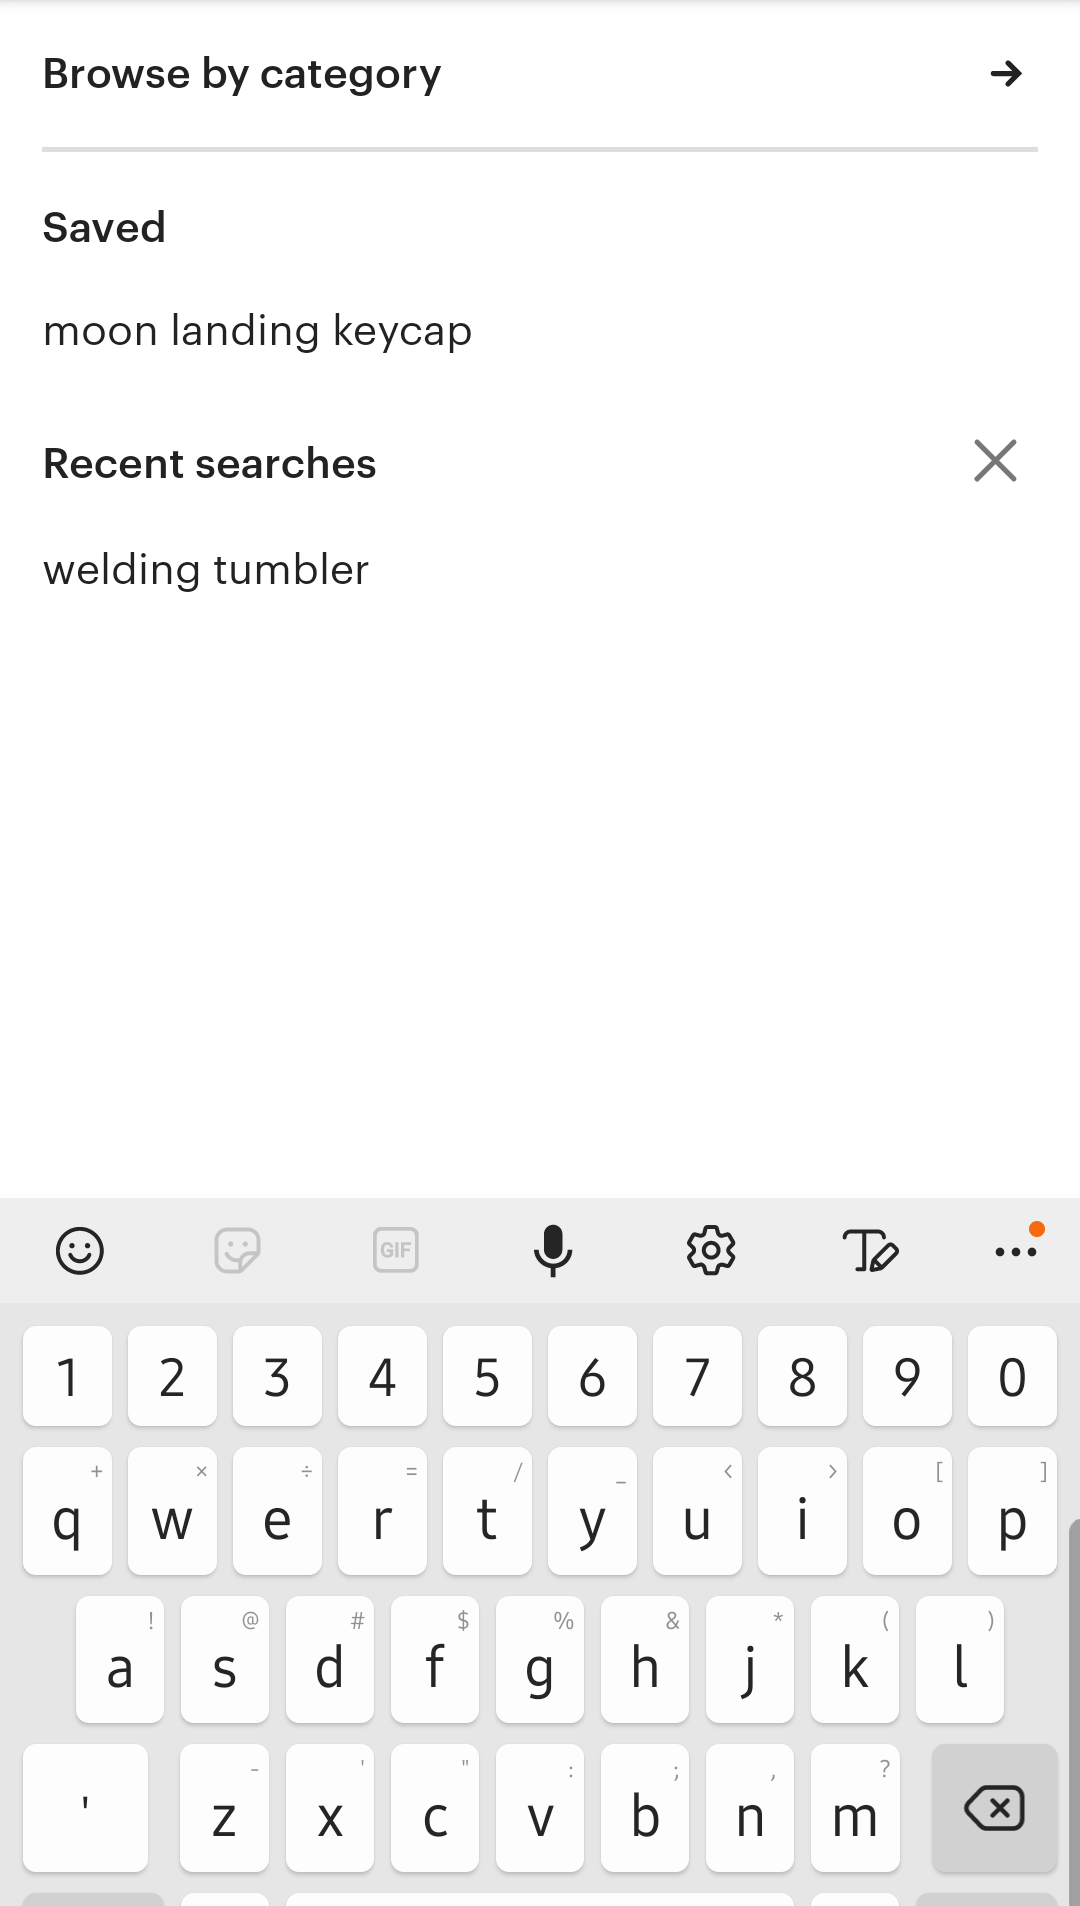 Browse by category
Saved
moon landing keycap
Recent searches
welding tumbler
GIF
1 2 3 4 5 6 7 8 9 0
+ × ÷ = / _ < > [ ]
q w e r t y u i o p
! @ # $ % & * ( )
a s d f g h j k l
- ' " : ; , ?
' z x c v b n m